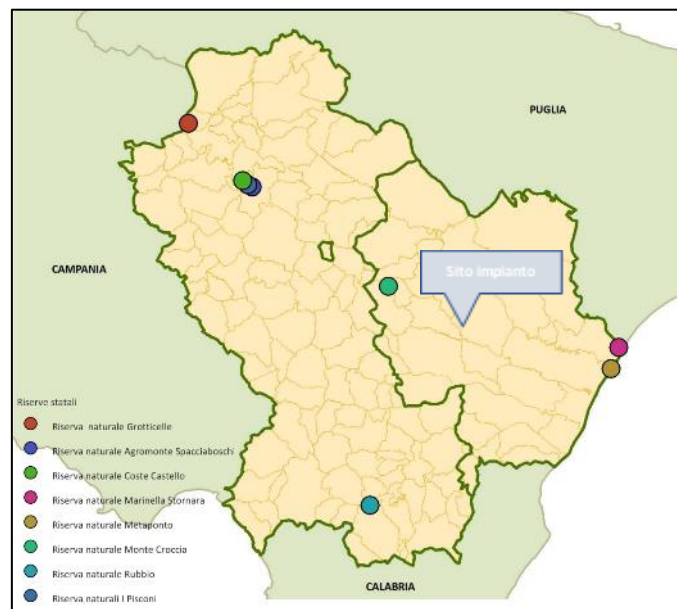 PUGLIA
CAMPANIA
Sito impianto
Riserve statali
Riserva naturale Grotticelle
Riserva naturale Agromonte Spacciaboschi
Riserva naturale Coste Castello
Riserva naturale Marinella Stornara
Riserva naturale Metaponto
Riserva naturale Monte Croccia
Riserva naturale Rubbio
Riserva naturali I Pisconi
CALABRIA